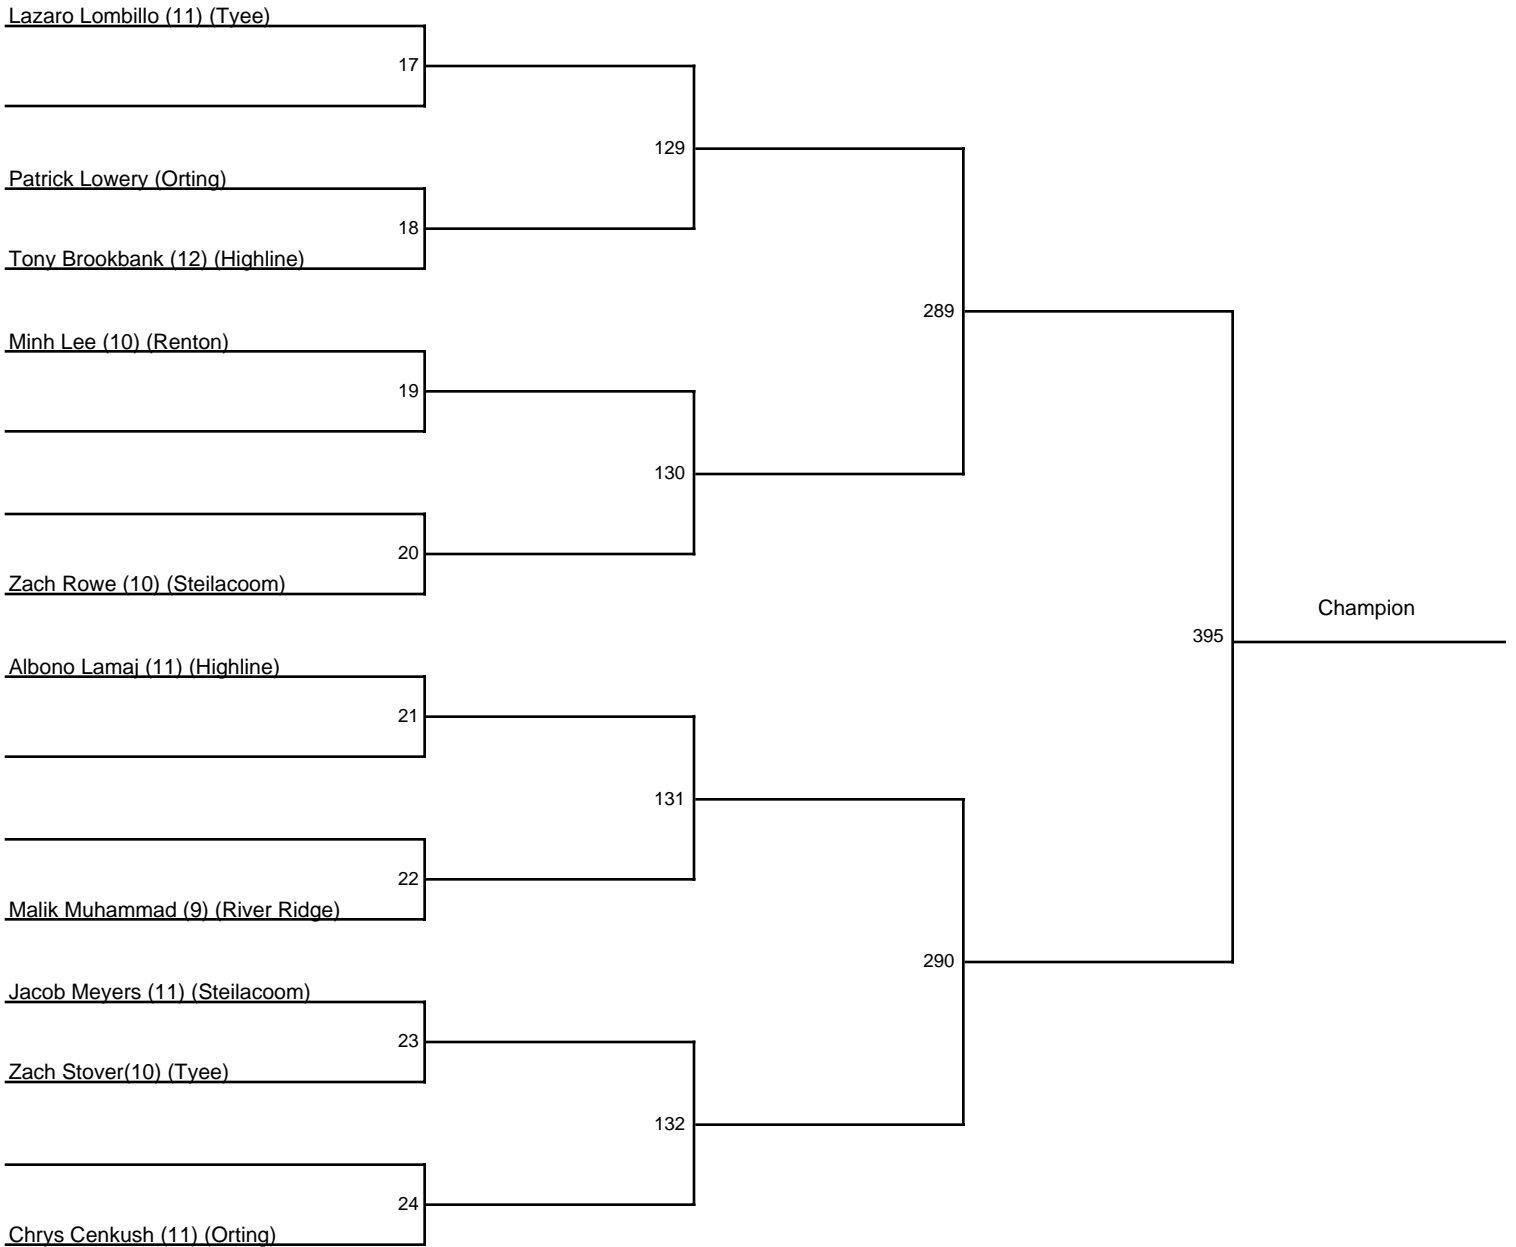 Lazaro Lombillo (11) (Tyee)
17
129
Patrick Lowery (Orting)
18
Tony Brookbank (12) (Highline)
289
Minh Lee (10) (Renton)
19
130
20
Zach Rowe (10) (Steilacoom)
Champion
395
Albono Lamaj (11) (Highline)
21
131
22
Malik Muhammad (9) (River Ridge)
290
Jacob Meyers (11) (Steilacoom)
23
Zach Stover(10) (Tyee)
132
24
Chrys Cenkush (11) (Orting)